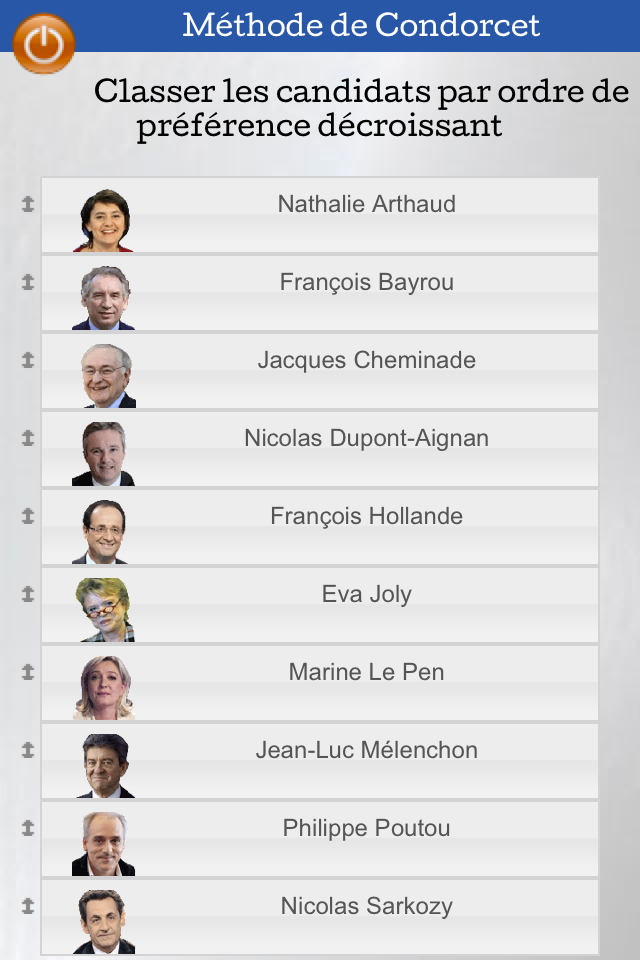 Méthode de Condorcet
Classer les candidats par ordre de
préférence décroissant
Nathalie Arthaud
François Bayrou
Jacques Cheminade
Nicolas Dupont-Aignan
François Hollande
Eva Joly
Marine Le Pen
Jean-Luc Mélenchon
Philippe Poutou
Nicolas Sarkozy